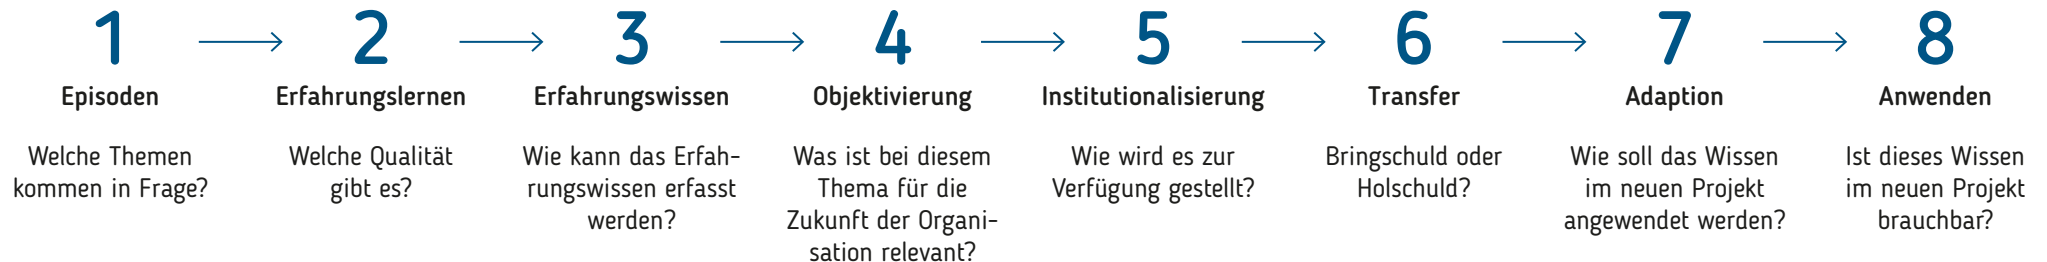 1
Episoden
Welche Themen
kommen in Frage?
2
Erfahrungslernen
Welche Qualität
gibt es?
3
Erfahrungswissen
Wie kann das Erfah-
rungswissen erfasst
werden?
4
Objektivierung
Was ist bei diesem
Thema für die
Zukunft der Organi-
sation relevant?
5
Institutionalisierung
Wie wird es zur
Verfügung gestellt?
6
Transfer
Bringschuld oder
Holschuld?
7
Adaption
Wie soll das Wissen
im neuen Projekt
angewendet werden?
8
Anwenden
Ist dieses Wissen
im neuen Projekt
brauchbar?